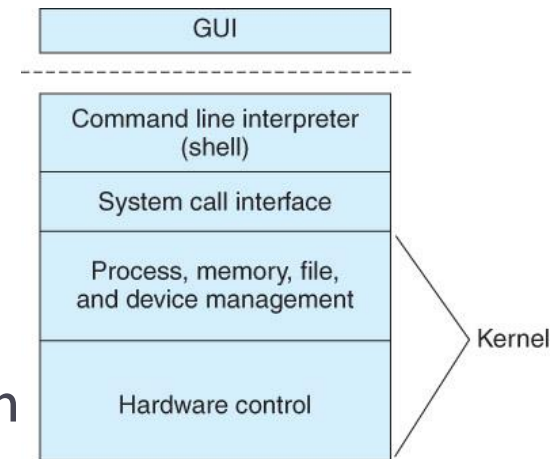 GUI
Command line interpreter
(shell)
System call interface
Process, memory, file,
and device management
Kernel
Hardware control